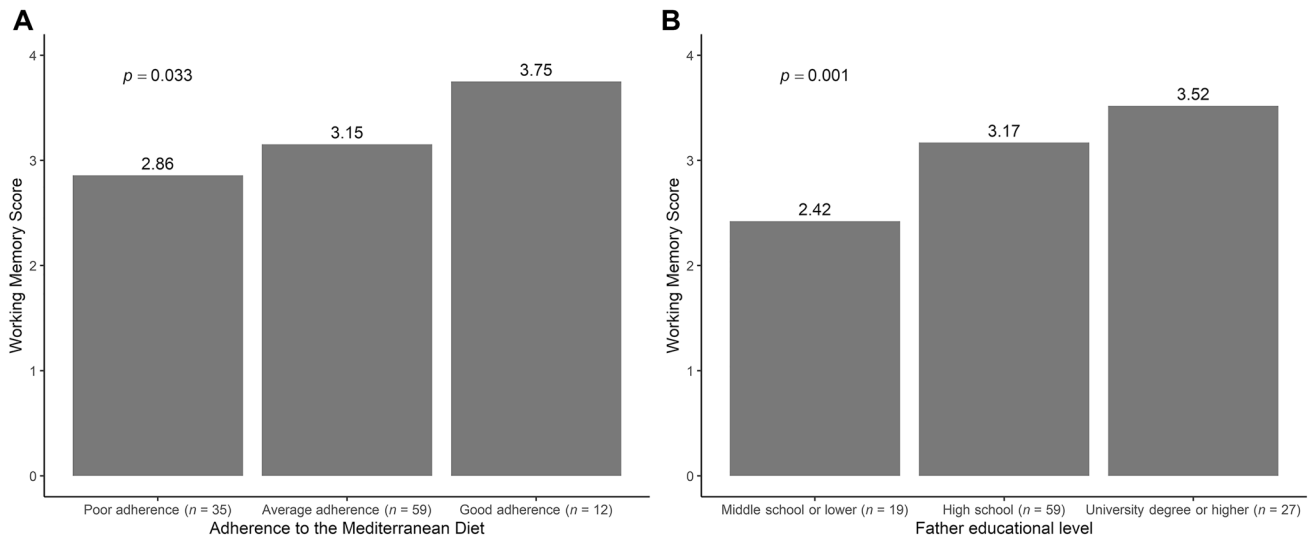 A
Working Memory Score
4
3
2
1
0
p = 0.033
2.86
3.15
3.75
Poor adherence (n = 35)
Average adherence (n = 59)
Good adherence (n = 12)
Adherence to the Mediterranean Diet
B
Working Memory Score
4
3
2
1
0
p = 0.001
2.42
3.17
3.52
Middle school or lower (n = 19)
High school (n = 59)
University degree or higher (n = 27)
Father educational level